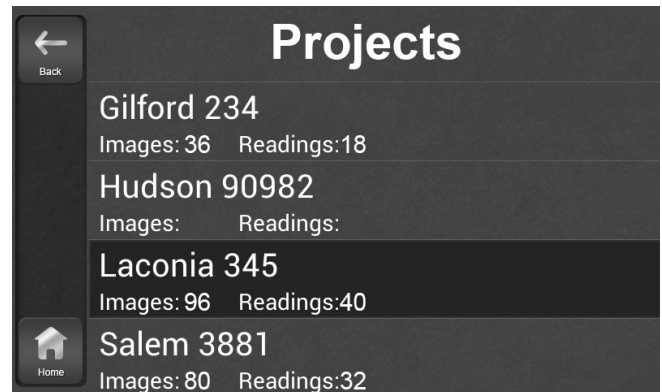 Projects
Back
Gilford 234
Images: 36 Readings:18
Hudson 90982
Images: Readings:
Laconia 345
Images: 96 Readings:40
Salem 3881
Images: 80 Readings:32
Home